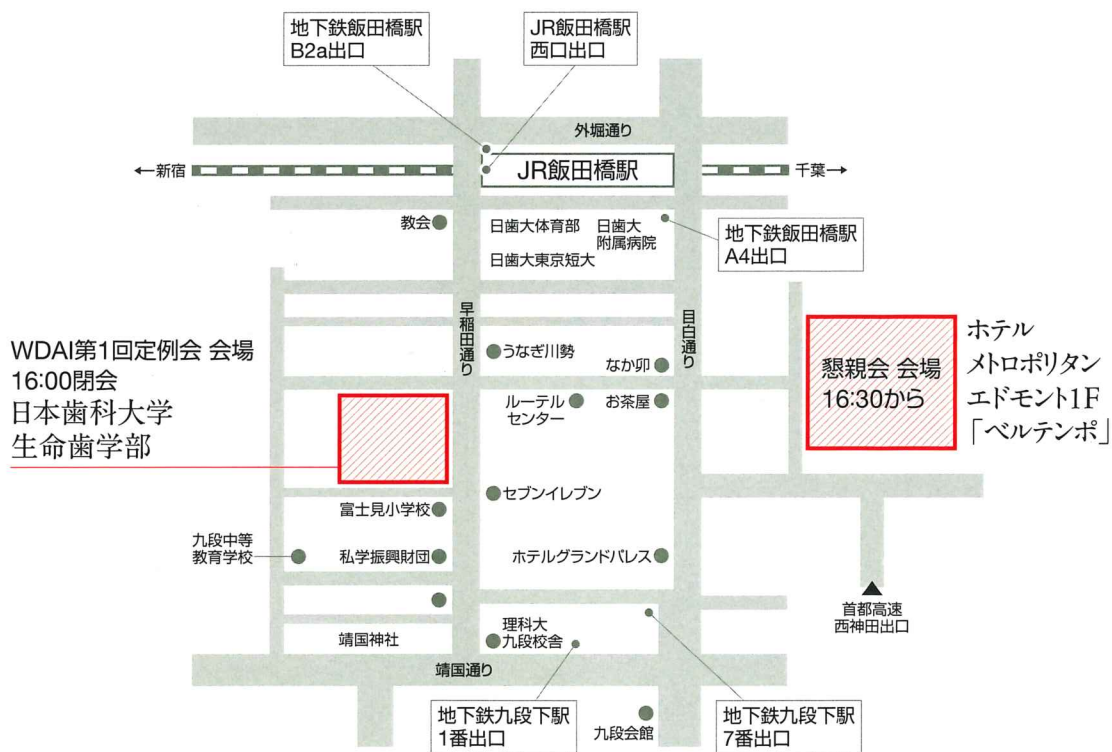 地下鉄飯田橋駅
B2a出口
JR飯田橋駅
西口出口
外堀通り
←新宿
JR飯田橋駅
千葉→
教会
日歯大体育部
日歯大
附属病院
日歯大東京短大
地下鉄飯田橋駅
A4出口
早稲田通り
目白通り
WDAI第1回定例会 会場
16:00閉会
日本歯科大学
生命歯学部
うなぎ川勢
なか卯
ルーテル
センター
お茶屋
懇親会 会場
16:30から
ホテル
メトロポリタン
エドモント1F
「ベルテンポ」
セブンイレブン
富士見小学校
九段中等
教育学校
私学振興財団
ホテルグランドパレス
首都高速
西神田出口
靖国神社
理科大
九段校舎
靖国通り
地下鉄九段下駅
1番出口
九段会館
地下鉄九段下駅
7番出口